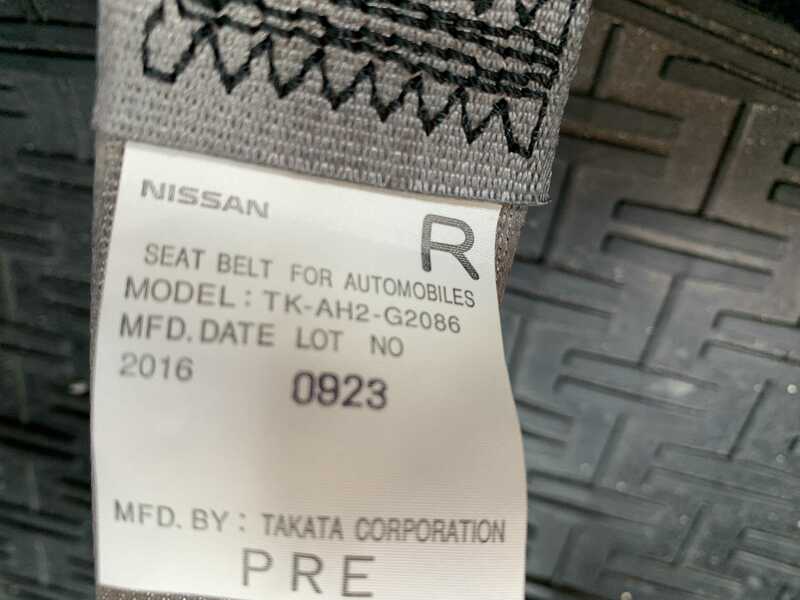 NISSAN
R
SEAT BELT FOR AUTOMOBILES
MODEL: TK-AH2-G2086
MFD. DATE LOT NO
2016 0923
MFD. BY: TAKATA CORPORATION
PRE